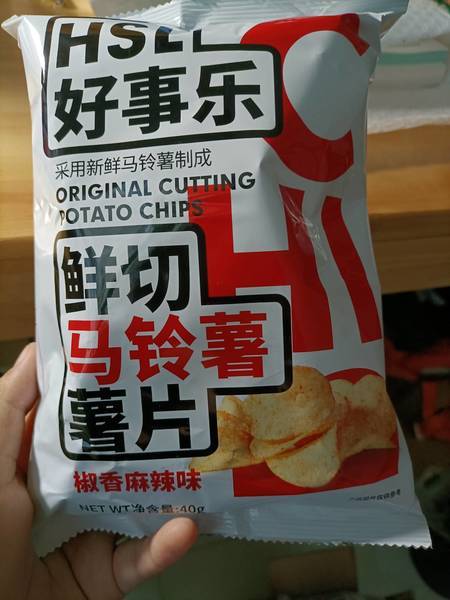 HSL
好事乐
采用新鲜马铃薯制成
ORIGINAL CUTTING
POTATO CHIPS
鲜切
马铃薯
薯片
椒香麻辣味
NET WT净含量:40g
CHI